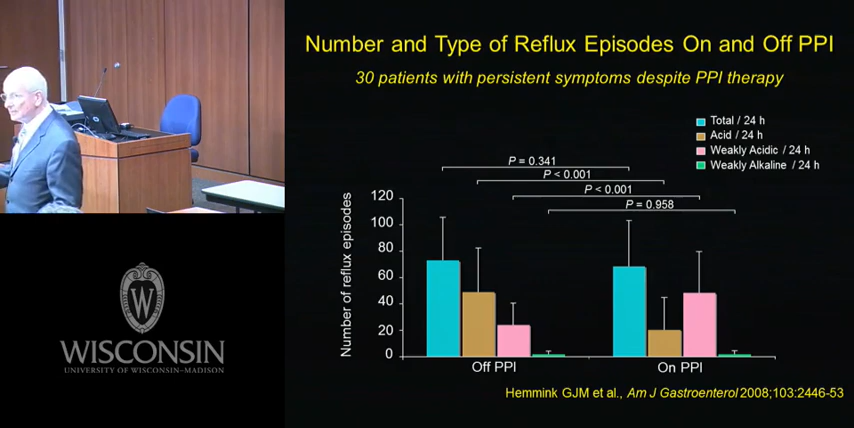 Number and Type of Reflux Episodes On and Off PPI
30 patients with persistent symptoms despite PPI therapy
Total / 24 h
Acid / 24 h
Weakly Acidic / 24 h
Weakly Alkaline / 24 h
P = 0.341
P < 0.001
P < 0.001
P = 0.958
Number of reflux episodes
120
100
80
60
40
20
0
Off PPI
On PPI
Hemmink GJM et al., Am J Gastroenterol 2008;103:2446-53
W
WISCONSIN
UNIVERSITY OF WISCONSIN–MADISON